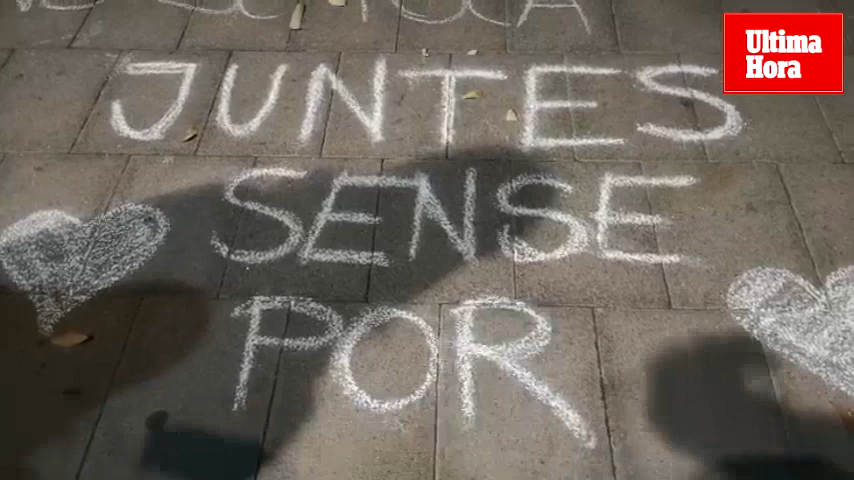 Ultima
Hora
JUNTES
SENSE
POR